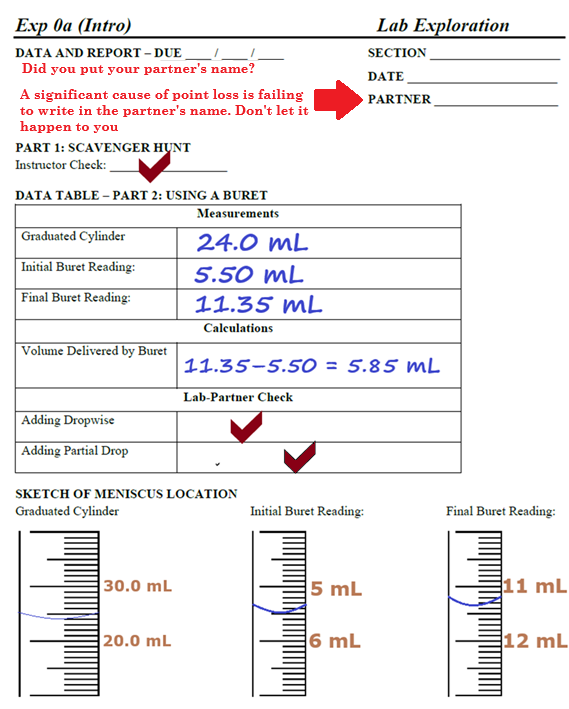 Exp 0a (Intro)
Lab Exploration
DATA AND REPORT – DUE ____ / ____ / ____
SECTION ____________________
Did you put your partner's name?
DATE ____________________
A significant cause of point loss is failing
to write in the partner's name. Don't let it
happen to you
PARTNER ____________________
PART 1: SCAVENGER HUNT
Instructor Check: ____________________
DATA TABLE – PART 2: USING A BURET
Measurements
Graduated Cylinder 24.0 mL
Initial Buret Reading: 5.50 mL
Final Buret Reading: 11.35 mL
Calculations
Volume Delivered by Buret 11.35–5.50 = 5.85 mL
Lab-Partner Check
Adding Dropwise
Adding Partial Drop
SKETCH OF MENISCUS LOCATION
Graduated Cylinder Initial Buret Reading: Final Buret Reading:
30.0 mL 5 mL 11 mL
20.0 mL 6 mL 12 mL